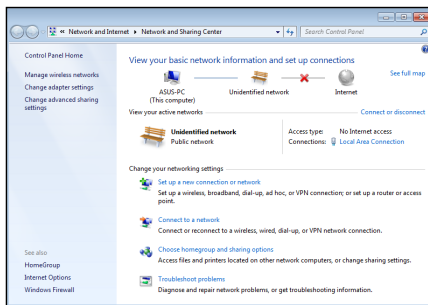 « Network and Internet ▸ Network and Sharing Center
Search Control Panel
Control Panel Home
Manage wireless networks
Change adapter settings
Change advanced sharing
settings
See also
HomeGroup
Internet Options
Windows Firewall
View your basic network information and set up connections
See full map
ASUS-PC
(This computer)
Unidentified network
Internet
View your active networks
Connect or disconnect
Unidentified network
Public network
Access type: No Internet access
Connections: Local Area Connection
Change your networking settings
Set up a new connection or network
Set up a wireless, broadband, dial-up, ad hoc, or VPN connection; or set up a router or access
point.
Connect to a network
Connect or reconnect to a wireless, wired, dial-up, or VPN network connection.
Choose homegroup and sharing options
Access files and printers located on other network computers, or change sharing settings.
Troubleshoot problems
Diagnose and repair network problems, or get troubleshooting information.